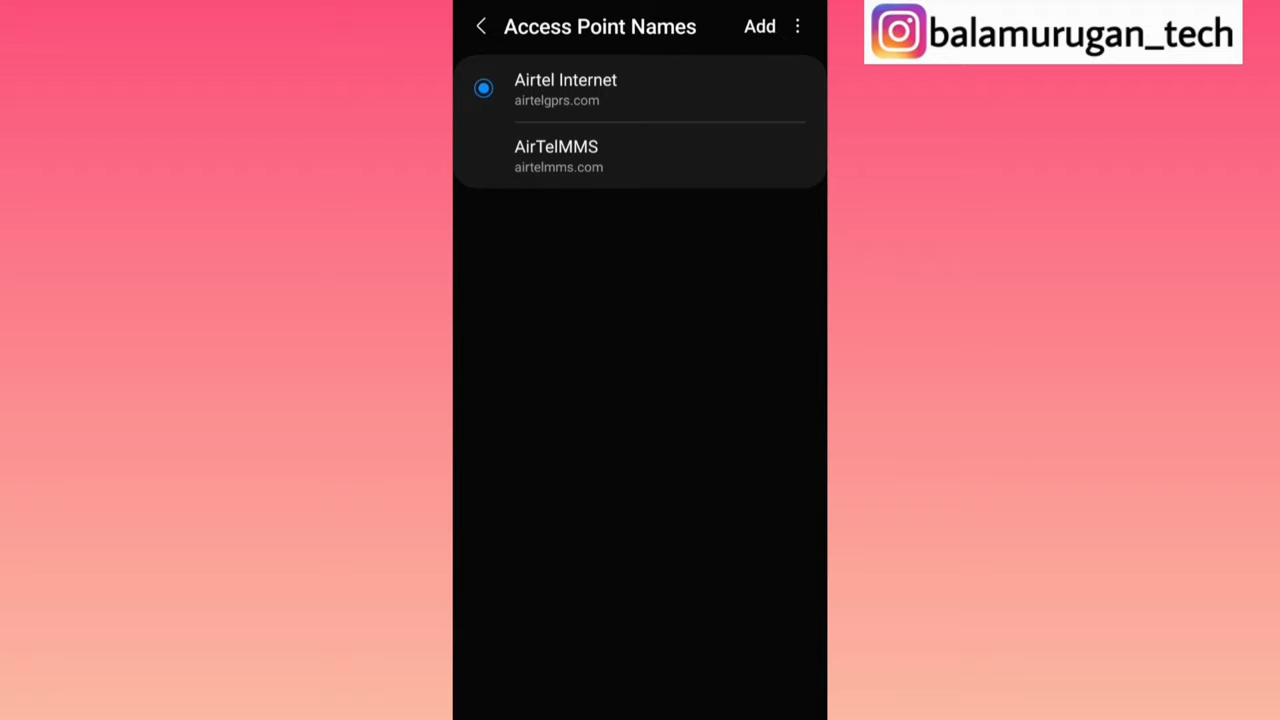 Access Point Names Add
balamurugan_tech
Airtel Internet
airtelgprs.com
AirTelMMS
airtelmms.com